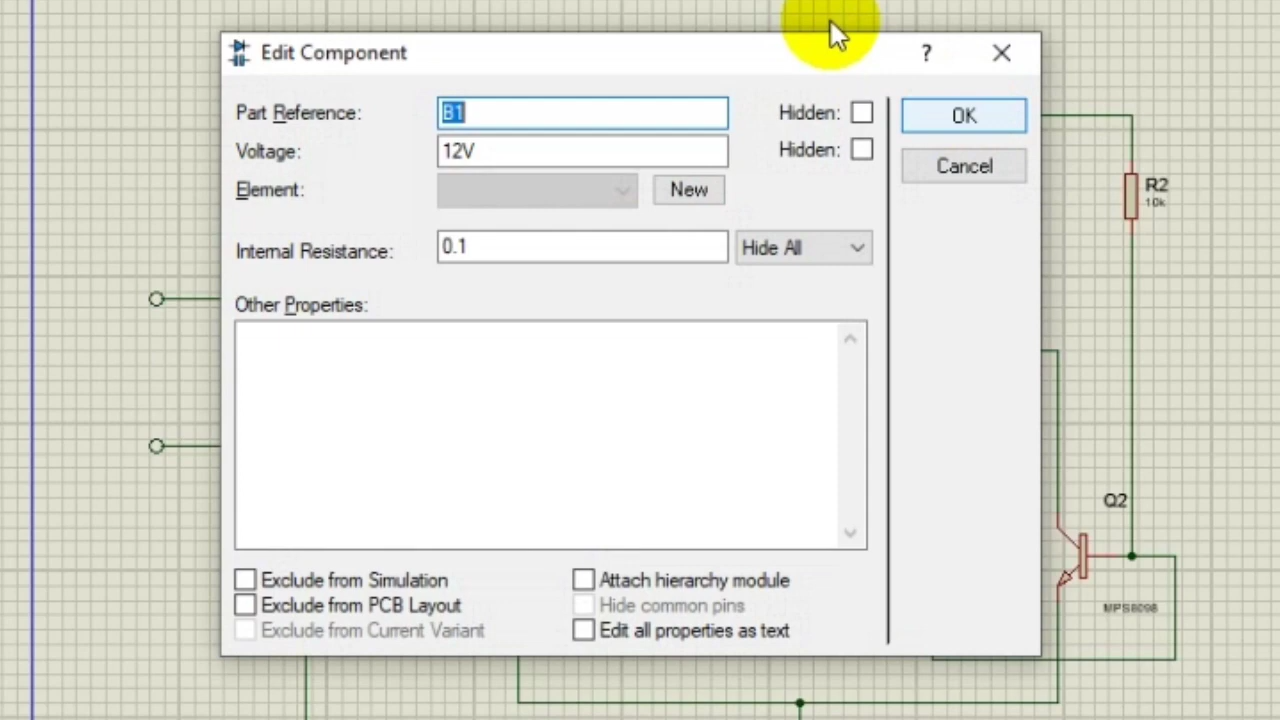 Edit Component
?
Part Reference:
B1
Hidden:
OK
Voltage:
12V
Hidden:
Cancel
Element:
New
Internal Resistance:
0.1
Hide All
Other Properties:
Exclude from Simulation
Attach hierarchy module
Exclude from PCB Layout
Hide common pins
Exclude from Current Variant
Edit all properties as text
R2
10k
Q2
MPS8098